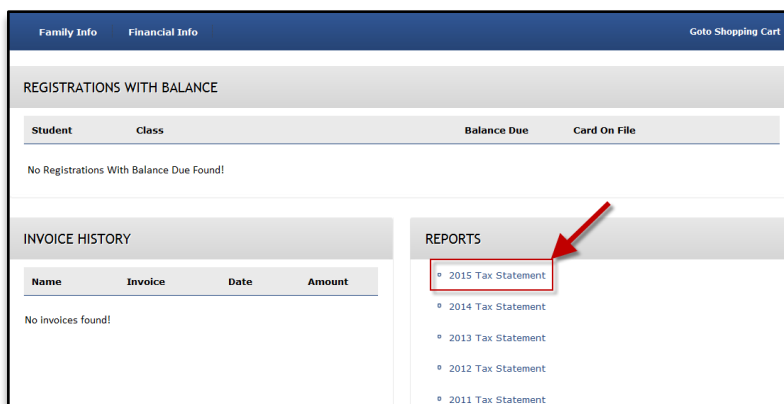 Family Info Financial Info Goto Shopping Cart
REGISTRATIONS WITH BALANCE
Student Class Balance Due Card On File
No Registrations With Balance Due Found!
INVOICE HISTORY
Name Invoice Date Amount
No invoices found!
REPORTS
2015 Tax Statement
2014 Tax Statement
2013 Tax Statement
2012 Tax Statement
2011 Tax Statement